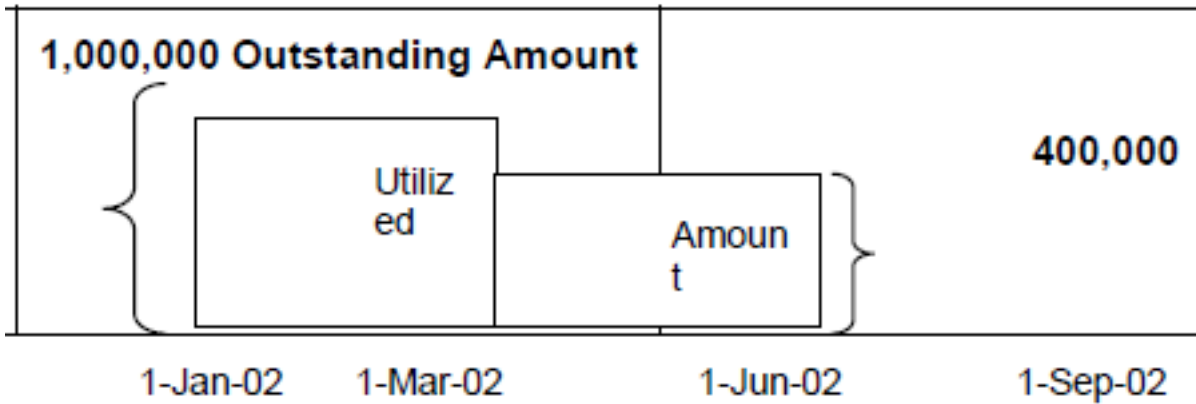 1,000,000 Outstanding Amount
400,000
Utiliz
ed
Amoun
t
1-Jan-02 1-Mar-02 1-Jun-02 1-Sep-02